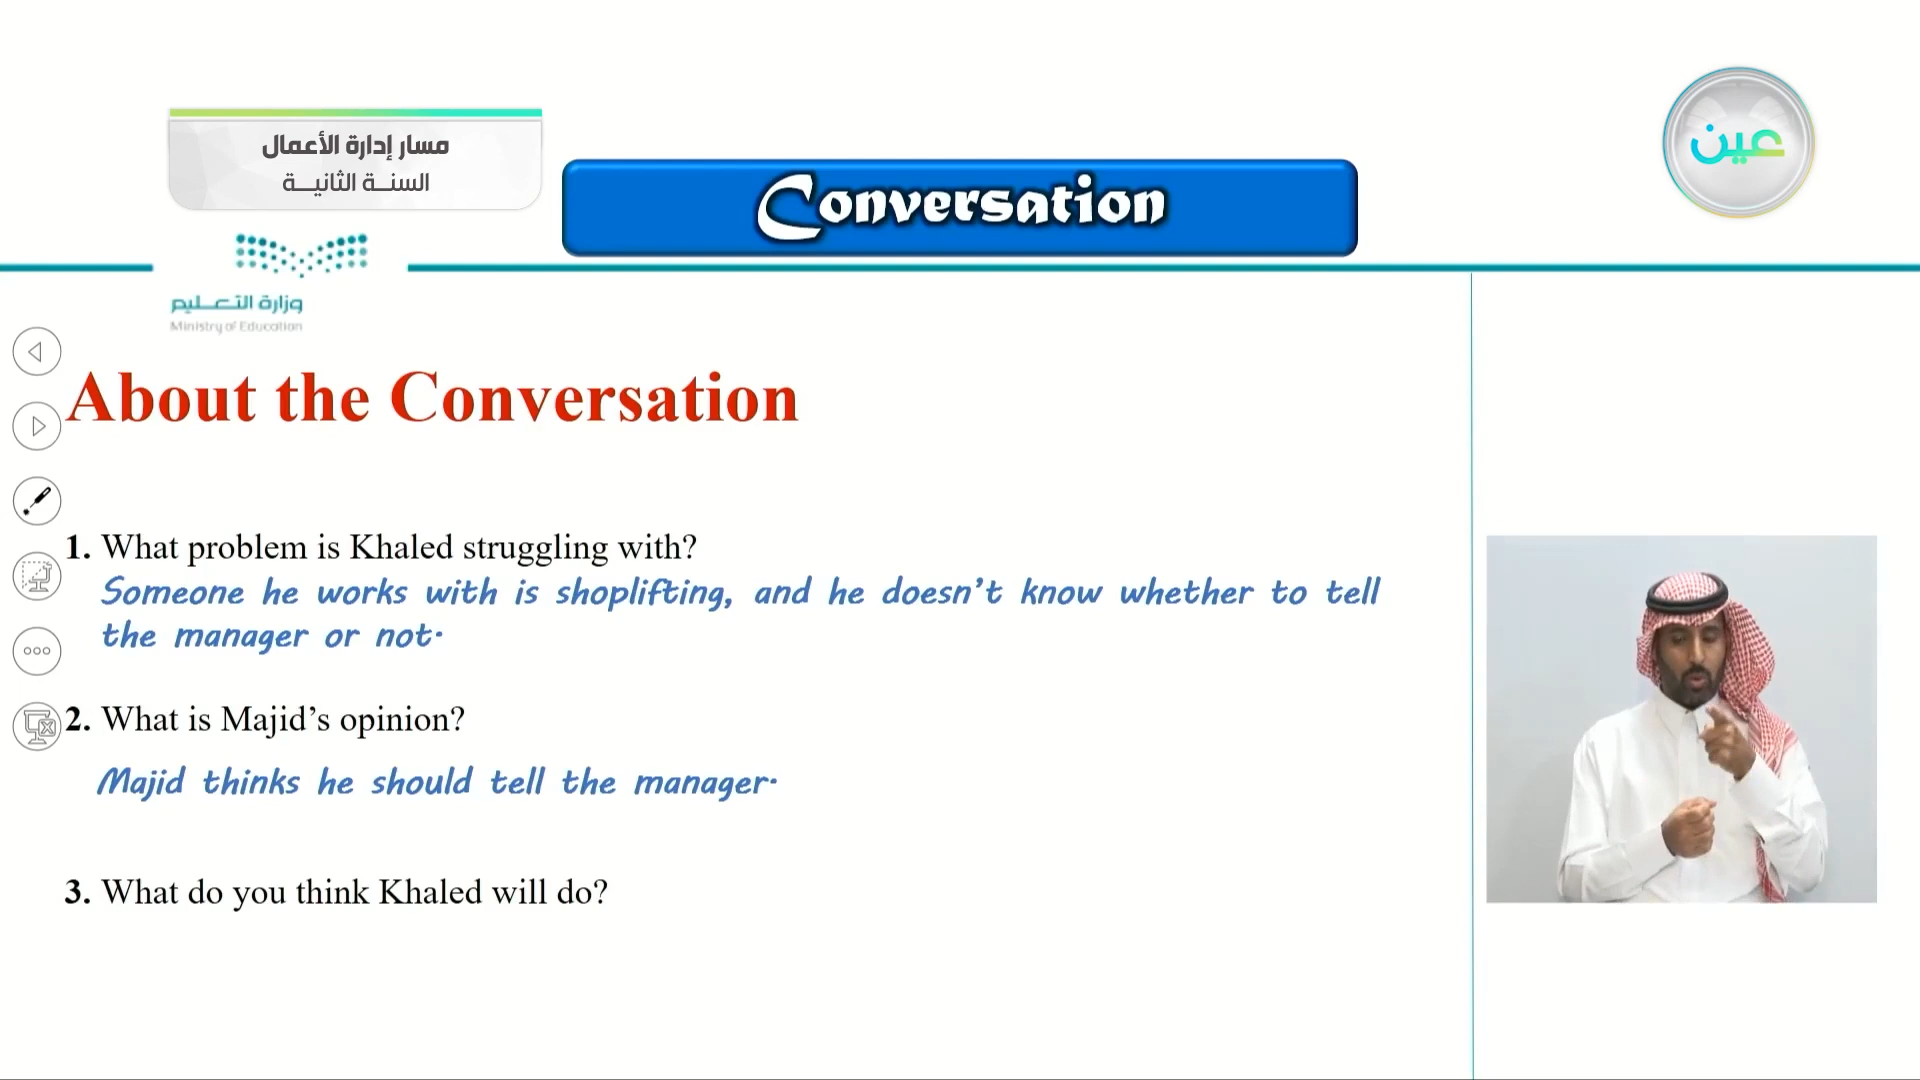 مسار إدارة الأعمال
السنة الثانية
عين
Conversation
وزارة التعليم
Ministry of Education
About the Conversation
1. What problem is Khaled struggling with?
Someone he works with is shoplifting, and he doesn't know whether to tell
the manager or not.
2. What is Majid's opinion?
Majid thinks he should tell the manager.
3. What do you think Khaled will do?